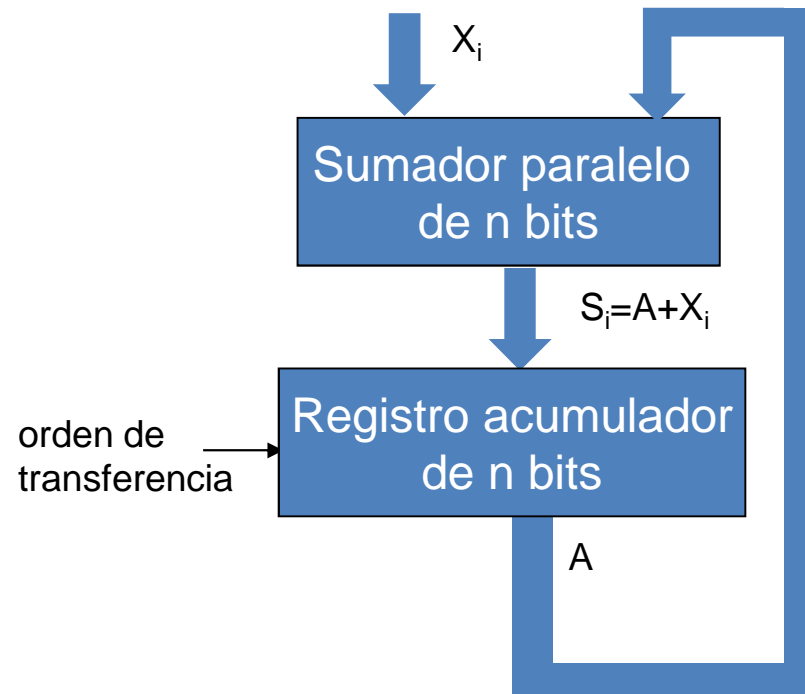 Xᵢ
Sumador paralelo
de n bits
Sᵢ=A+Xᵢ
Registro acumulador
de n bits
orden de
transferencia
A